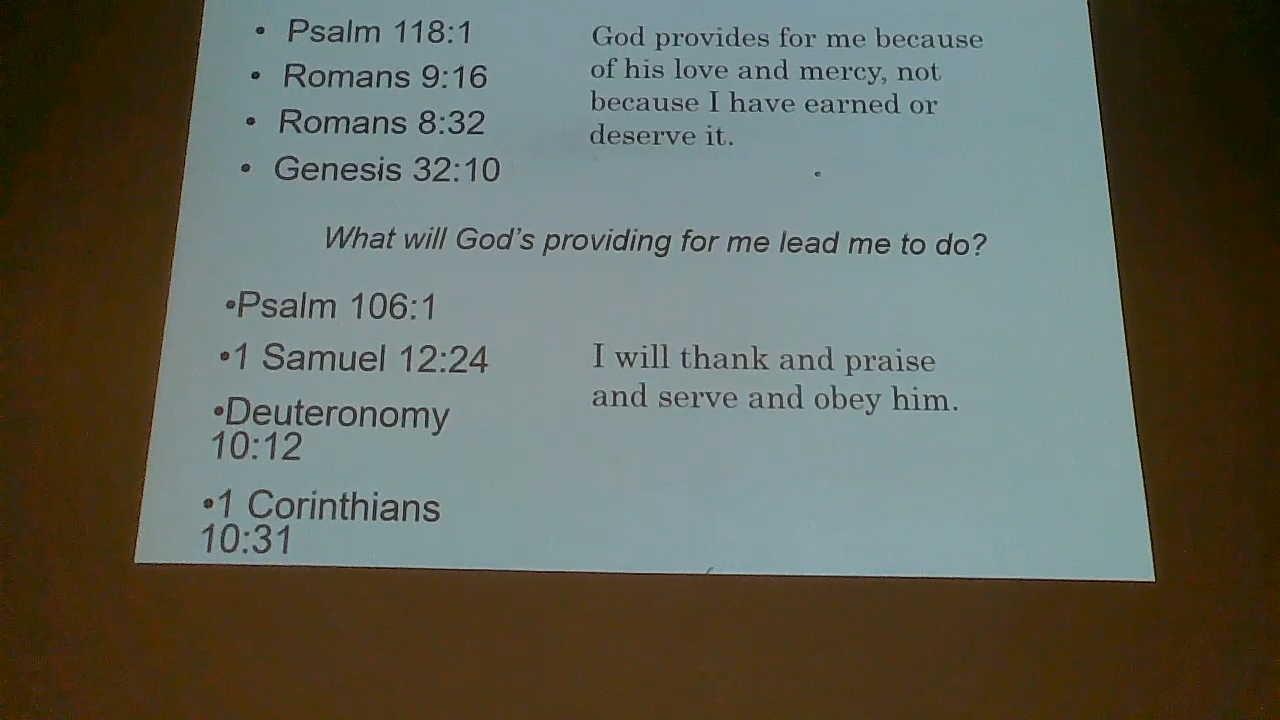 • Psalm 118:1
• Romans 9:16
• Romans 8:32
• Genesis 32:10
God provides for me because
of his love and mercy, not
because I have earned or
deserve it.
What will God's providing for me lead me to do?
•Psalm 106:1
•1 Samuel 12:24
•Deuteronomy
10:12
•1 Corinthians
10:31
I will thank and praise
and serve and obey him.